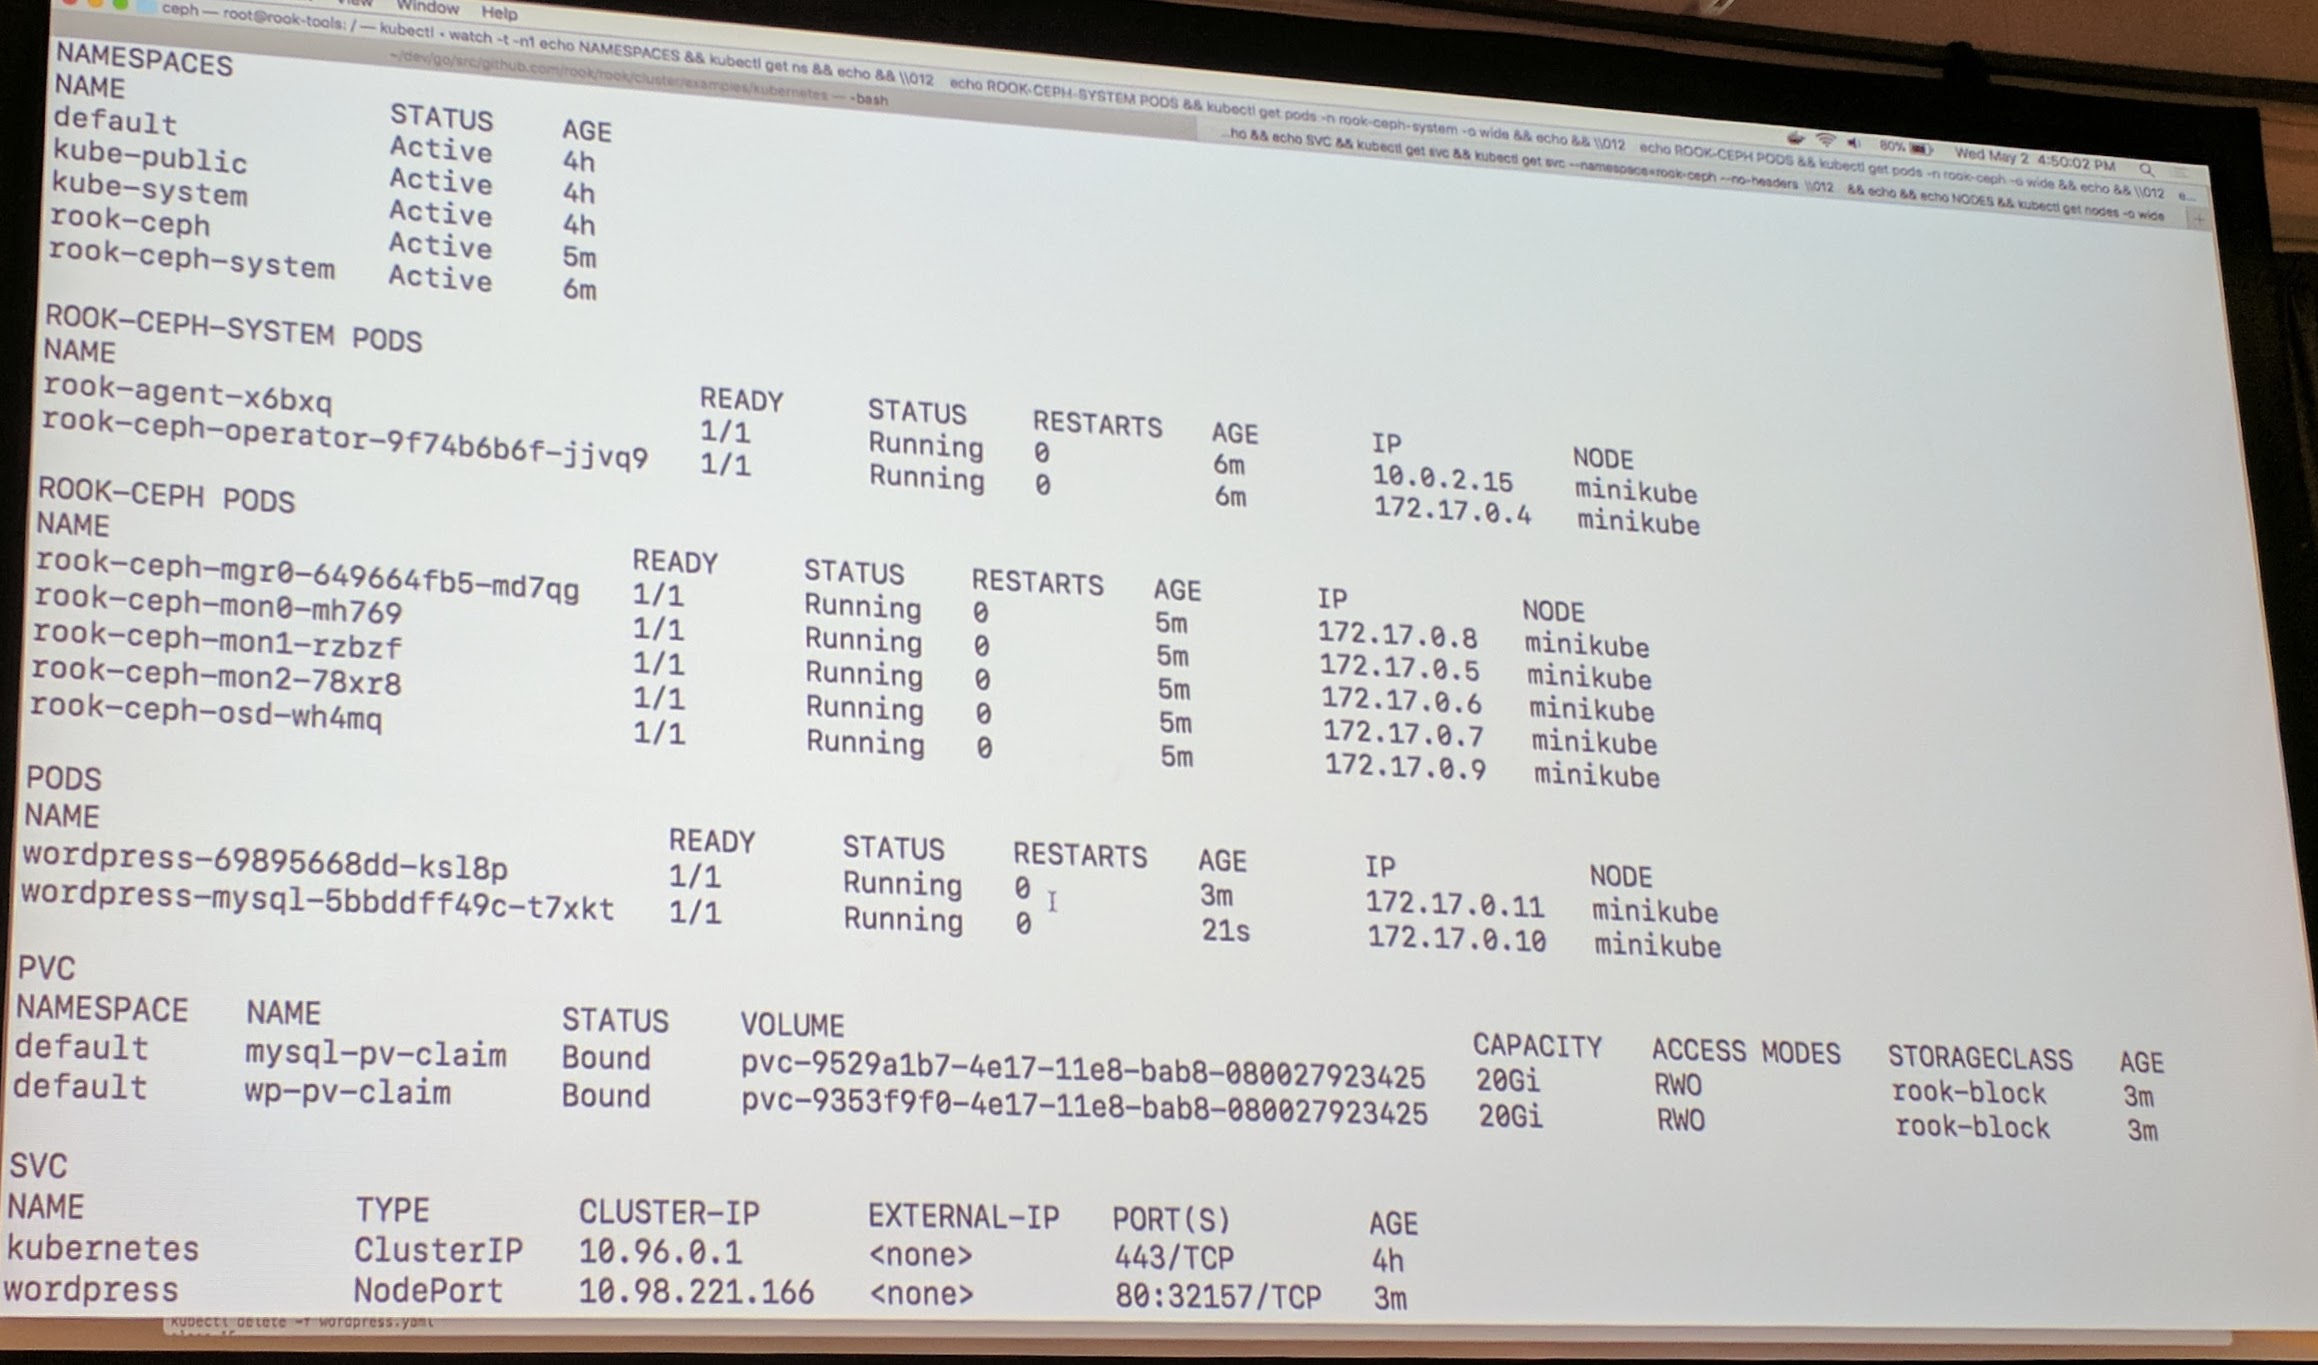 Window Help
ceph — root@rook-tools: / — kubectl • watch -t -n1 echo NAMESPACES && kubectl get ns && echo && \\012 echo ROOK-CEPH-SYSTEM PODS && kubectl get pods -n rook-ceph-system -o wide && echo && \\012 echo ROOK-CEPH PODS && kubectl get pods -n rook-ceph -o wide && echo && \\012 e...
80% Wed May 2 4:50:02 PM
~/dev/go/src/github.com/rook/rook/cluster/examples/kubernetes — -bash
...ho && echo SVC && kubectl get svc && kubectl get svc --namespace=rook-ceph --no-headers \\012 && echo && echo NODES && kubectl get nodes -o wide +
NAMESPACES
NAME STATUS AGE
default Active 4h
kube-public Active 4h
kube-system Active 4h
rook-ceph Active 5m
rook-ceph-system Active 6m
ROOK-CEPH-SYSTEM PODS
NAME READY STATUS RESTARTS AGE IP NODE
rook-agent-x6bxq 1/1 Running 0 6m 10.0.2.15 minikube
rook-ceph-operator-9f74b6b6f-jjvq9 1/1 Running 0 6m 172.17.0.4 minikube
ROOK-CEPH PODS
NAME READY STATUS RESTARTS AGE IP NODE
rook-ceph-mgr0-649664fb5-md7qg 1/1 Running 0 5m 172.17.0.8 minikube
rook-ceph-mon0-mh769 1/1 Running 0 5m 172.17.0.5 minikube
rook-ceph-mon1-rzbzf 1/1 Running 0 5m 172.17.0.6 minikube
rook-ceph-mon2-78xr8 1/1 Running 0 5m 172.17.0.7 minikube
rook-ceph-osd-wh4mq 1/1 Running 0 5m 172.17.0.9 minikube
PODS
NAME READY STATUS RESTARTS AGE IP NODE
wordpress-69895668dd-ksl8p 1/1 Running 0 3m 172.17.0.11 minikube
wordpress-mysql-5bbddff49c-t7xkt 1/1 Running 0 21s 172.17.0.10 minikube
PVC
NAMESPACE NAME STATUS VOLUME CAPACITY ACCESS MODES STORAGECLASS AGE
default mysql-pv-claim Bound pvc-9529a1b7-4e17-11e8-bab8-080027923425 20Gi RWO rook-block 3m
default wp-pv-claim Bound pvc-9353f9f0-4e17-11e8-bab8-080027923425 20Gi RWO rook-block 3m
SVC
NAME TYPE CLUSTER-IP EXTERNAL-IP PORT(S) AGE
kubernetes ClusterIP 10.96.0.1 <none> 443/TCP 4h
wordpress NodePort 10.98.221.166 <none> 80:32157/TCP 3m
kubectl delete -f wordpress.yaml